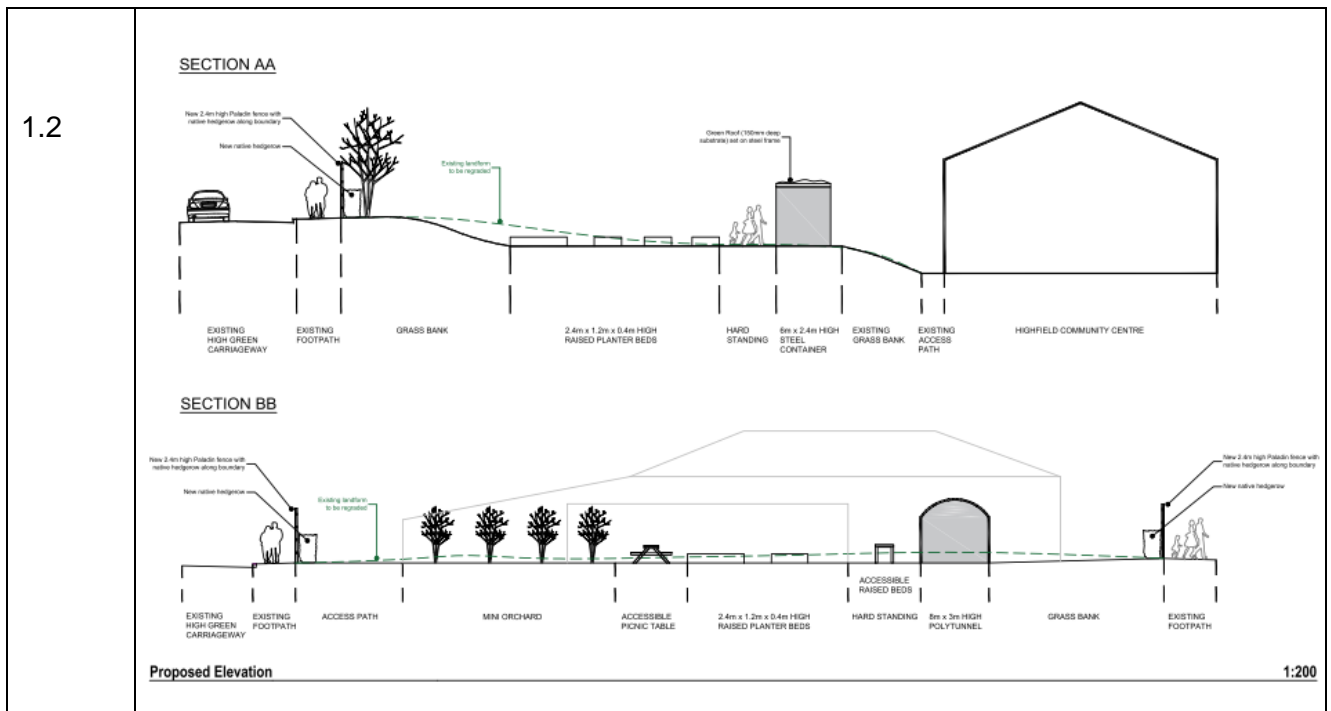 1.2
SECTION AA
New 2.4m high Paladin fence with
native hedgerow along boundary
New native hedgerow
Existing landform
to be regraded
Green Roof (150mm deep
substrate) set on steel frame
EXISTING
HIGH GREEN
CARRIAGEWAY
EXISTING
FOOTPATH
GRASS BANK
2.4m x 1.2m x 0.4m HIGH
RAISED PLANTER BEDS
HARD
STANDING
6m x 2.4m HIGH
STEEL
CONTAINER
EXISTING
GRASS BANK
EXISTING
ACCESS
PATH
HIGHFIELD COMMUNITY CENTRE
SECTION BB
New 2.4m high Paladin fence with
native hedgerow along boundary
New native hedgerow
Existing landform
to be regraded
New 2.4m high Paladin fence with
native hedgerow along boundary
New native hedgerow
EXISTING
HIGH GREEN
CARRIAGEWAY
EXISTING
FOOTPATH
ACCESS PATH
MINI ORCHARD
ACCESSIBLE
PICNIC TABLE
2.4m x 1.2m x 0.4m HIGH
RAISED PLANTER BEDS
ACCESSIBLE
RAISED BEDS
HARD STANDING
8m x 3m HIGH
POLYTUNNEL
GRASS BANK
EXISTING
FOOTPATH
Proposed Elevation
1:200